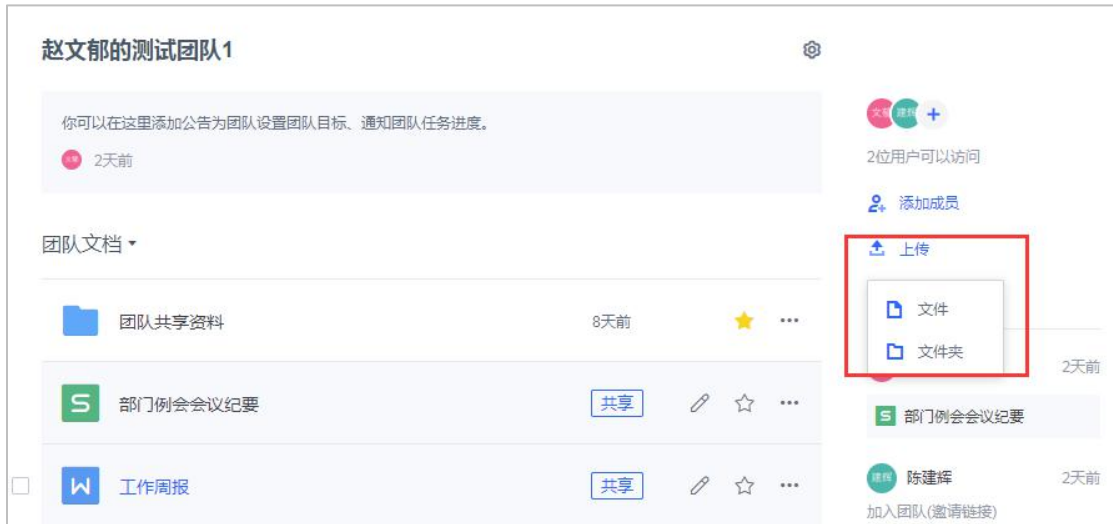 赵文郁的测试团队1
你可以在这里添加公告为团队设置团队目标、通知团队任务进度。
2天前
团队文档
团队共享资料 8天前
S 部门例会会议纪要 共享
W 工作周报 共享
建辉
2位用户可以访问
添加成员
上传
文件
文件夹
2天前
S 部门例会会议纪要
建辉 陈建辉 2天前
加入团队(邀请链接)